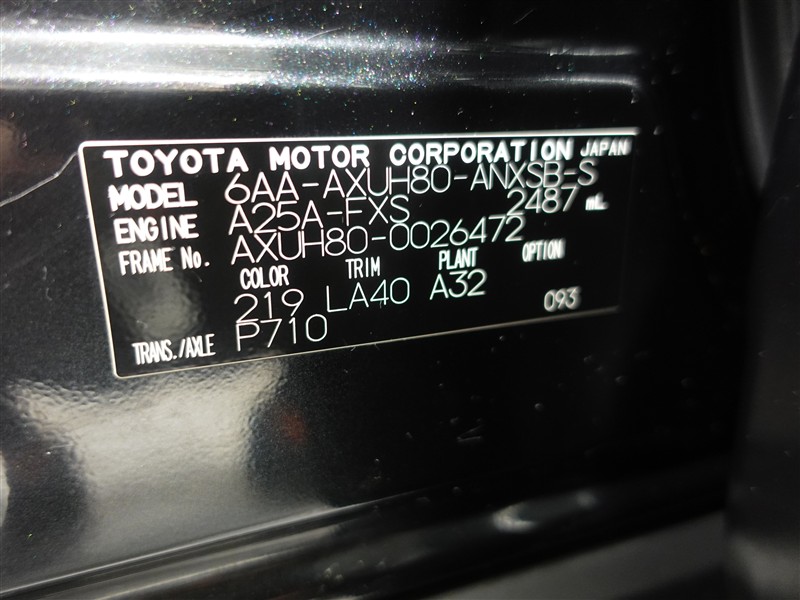 TOYOTA MOTOR CORPORATION JAPAN
MODEL 6AA-AXUH80-ANXSB-S
ENGINE A25A-FXS 2487 mL
FRAME No. AXUH80-0026472
COLOR TRIM PLANT OPTION
219 LA40 A32
TRANS./AXLE P710 093